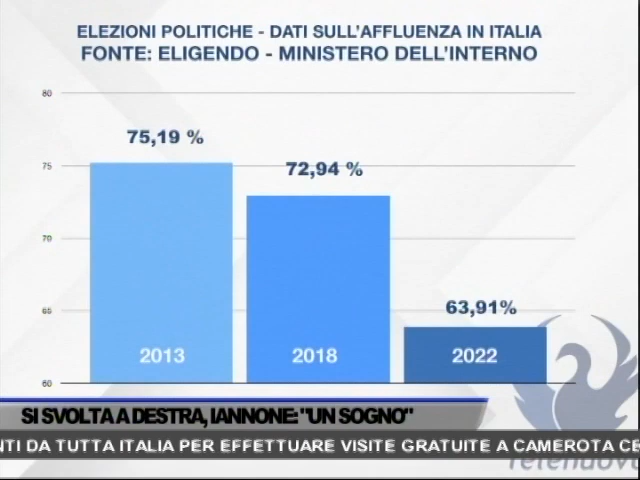 ELEZIONI POLITICHE - DATI SULL'AFFLUENZA IN ITALIA
FONTE: ELIGENDO - MINISTERO DELL'INTERNO
80
75,19 %
75
72,94 %
70
65
63,91%
2013
2018
2022
60
SI SVOLTA A DESTRA, IANNONE: "UN SOGNO"
NTI DA TUTTA ITALIA PER EFFETTUARE VISITE GRATUITE A CAMEROTA CE